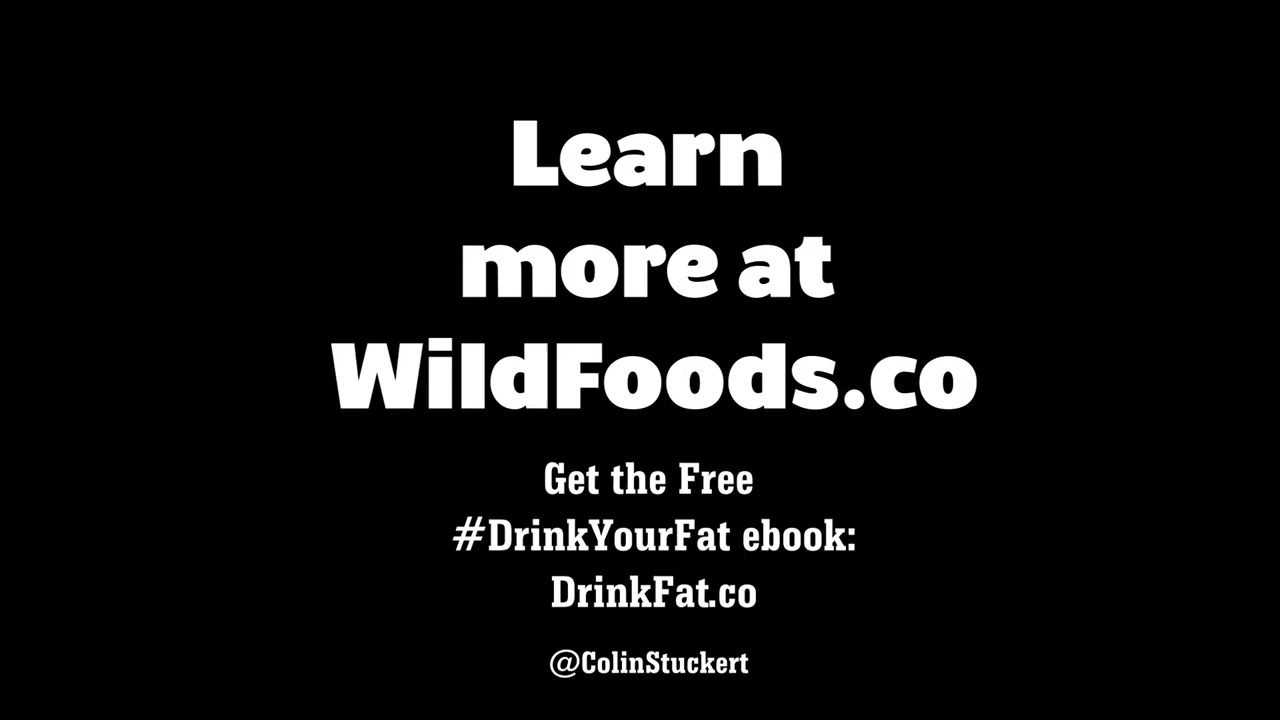 Learn
more at
WildFoods.co
Get the Free
#DrinkYourFat ebook:
DrinkFat.co
@ColinStuckert